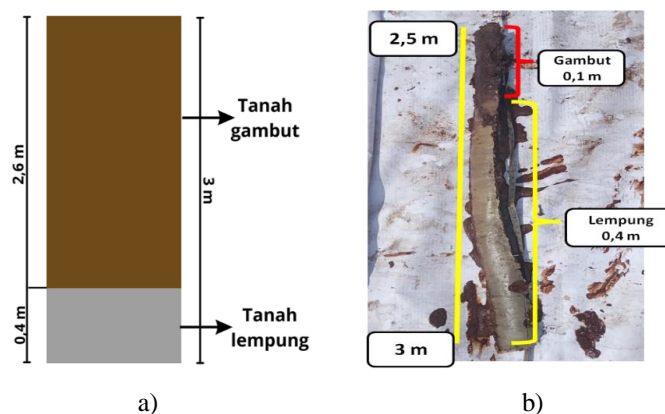 2,6 m
0,4 m
3 m
Tanah
gambut
Tanah
lempung
a)
2,5 m
3 m
Gambut
0,1 m
Lempung
0,4 m
b)